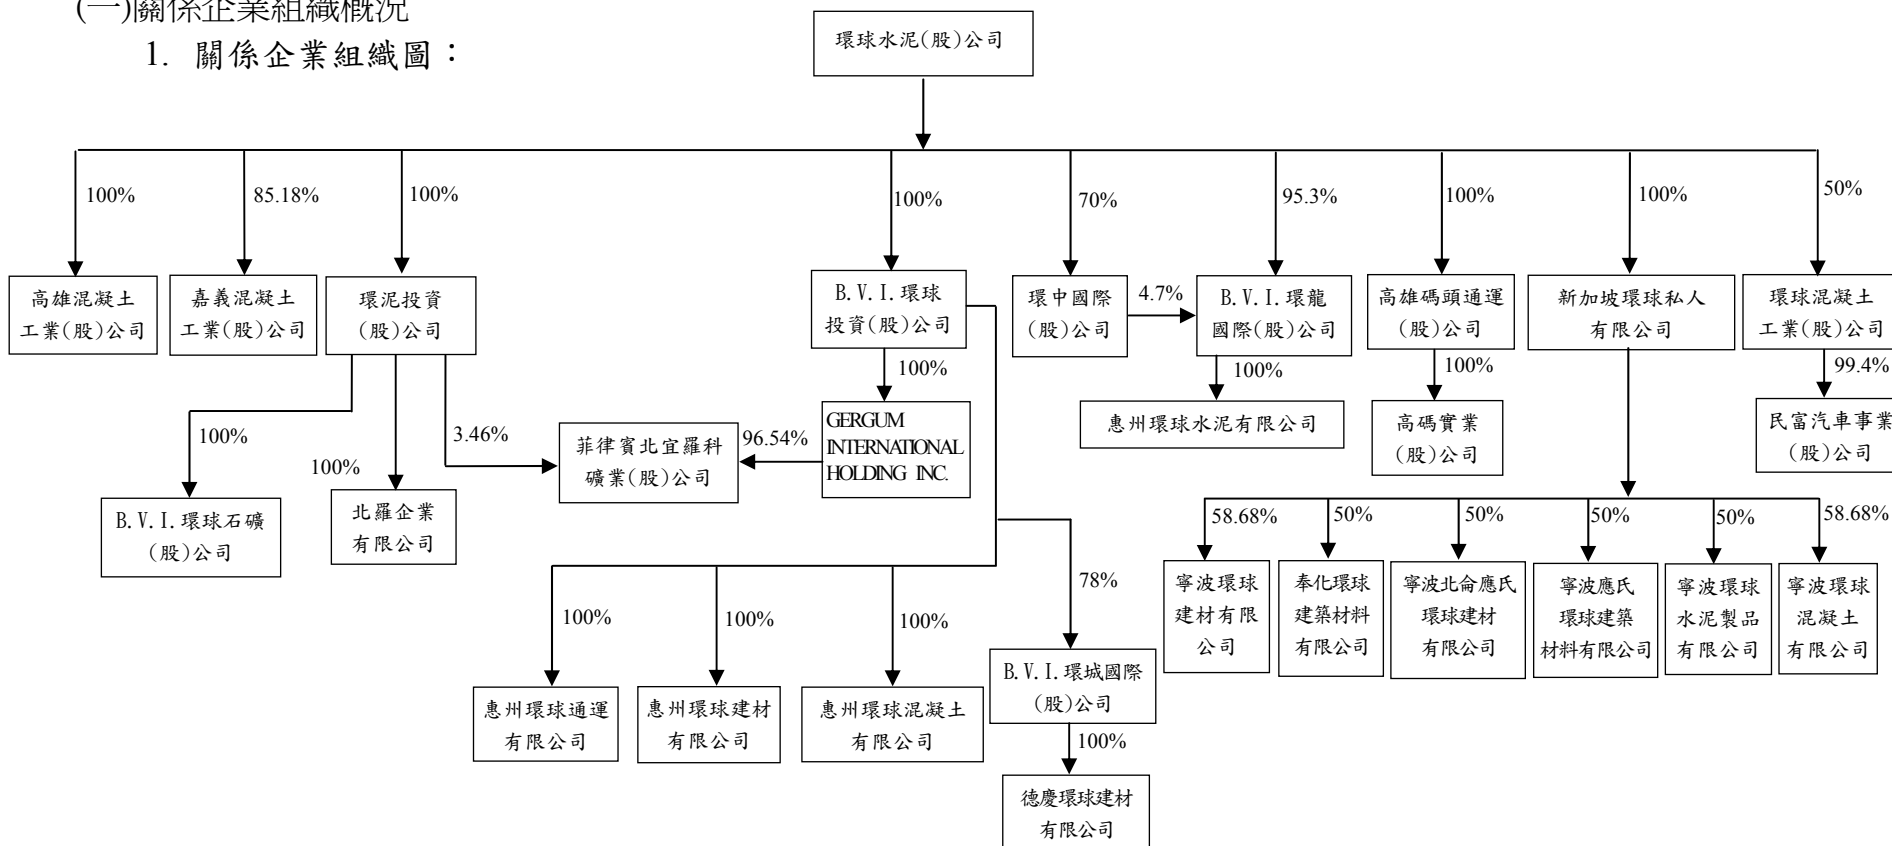 (一)關係企業組織概況
1. 關係企業組織圖：
環球水泥(股)公司
100%
85.18%
100%
100%
70%
95.3%
100%
100%
50%
高雄混凝土
工業(股)公司
嘉義混凝土
工業(股)公司
環泥投資
(股)公司
B.V.I.環球
投資(股)公司
環中國際
(股)公司
4.7%
B.V.I.環龍
國際(股)公司
高雄碼頭通運
(股)公司
新加坡環球私人
有限公司
環球混凝土
工業(股)公司
100%
100%
100%
99.4%
100%
100%
3.46%
菲律賓北宜羅科
礦業(股)公司
96.54%
GERGUM
INTERNATIONAL
HOLDING INC.
惠州環球水泥有限公司
高碼實業
(股)公司
民富汽車事業
(股)公司
B.V.I.環球石礦
(股)公司
北羅企業
有限公司
58.68%
50%
50%
50%
50%
58.68%
寧波環球
建材有限
公司
奉化環球
建築材料
有限公司
寧波北侖應氏
環球建材
有限公司
寧波應氏
環球建築
材料有限公司
寧波環球
水泥製品
有限公司
寧波環球
混凝土
有限公司
100%
100%
100%
78%
惠州環球通運
有限公司
惠州環球建材
有限公司
惠州環球混凝土
有限公司
B.V.I.環城國際
(股)公司
100%
德慶環球建材
有限公司